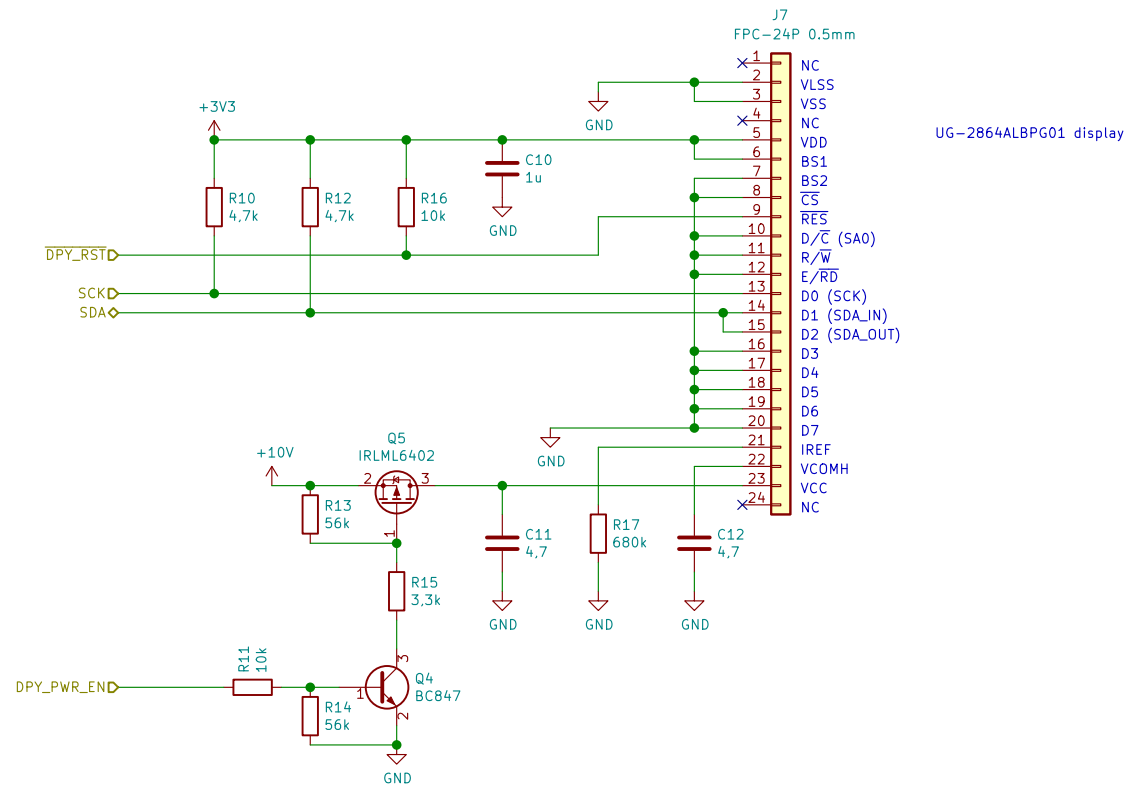 J7
FPC-24P 0.5mm
1 NC
2 VLSS
3 VSS
4 NC
5 VDD
6 BS1
7 BS2
8 CS
9 RES
10 D/C (SA0)
11 R/W
12 E/RD
13 D0 (SCK)
14 D1 (SDA_IN)
15 D2 (SDA_OUT)
16 D3
17 D4
18 D5
19 D6
20 D7
21 IREF
22 VCOMH
23 VCC
24 NC
UG-2864ALBPG01 display
GND
+3V3
C10
1u
GND
R10
4,7k
R12
4,7k
R16
10k
DPY_RST
SCK
SDA
GND
+10V
Q5
IRLML6402
2
3
1
R13
56k
R15
3,3k
C11
4,7
GND
R17
680k
GND
C12
4,7
GND
DPY_PWR_EN
R11
10k
R14
56k
Q4
BC847
3
1
2
GND